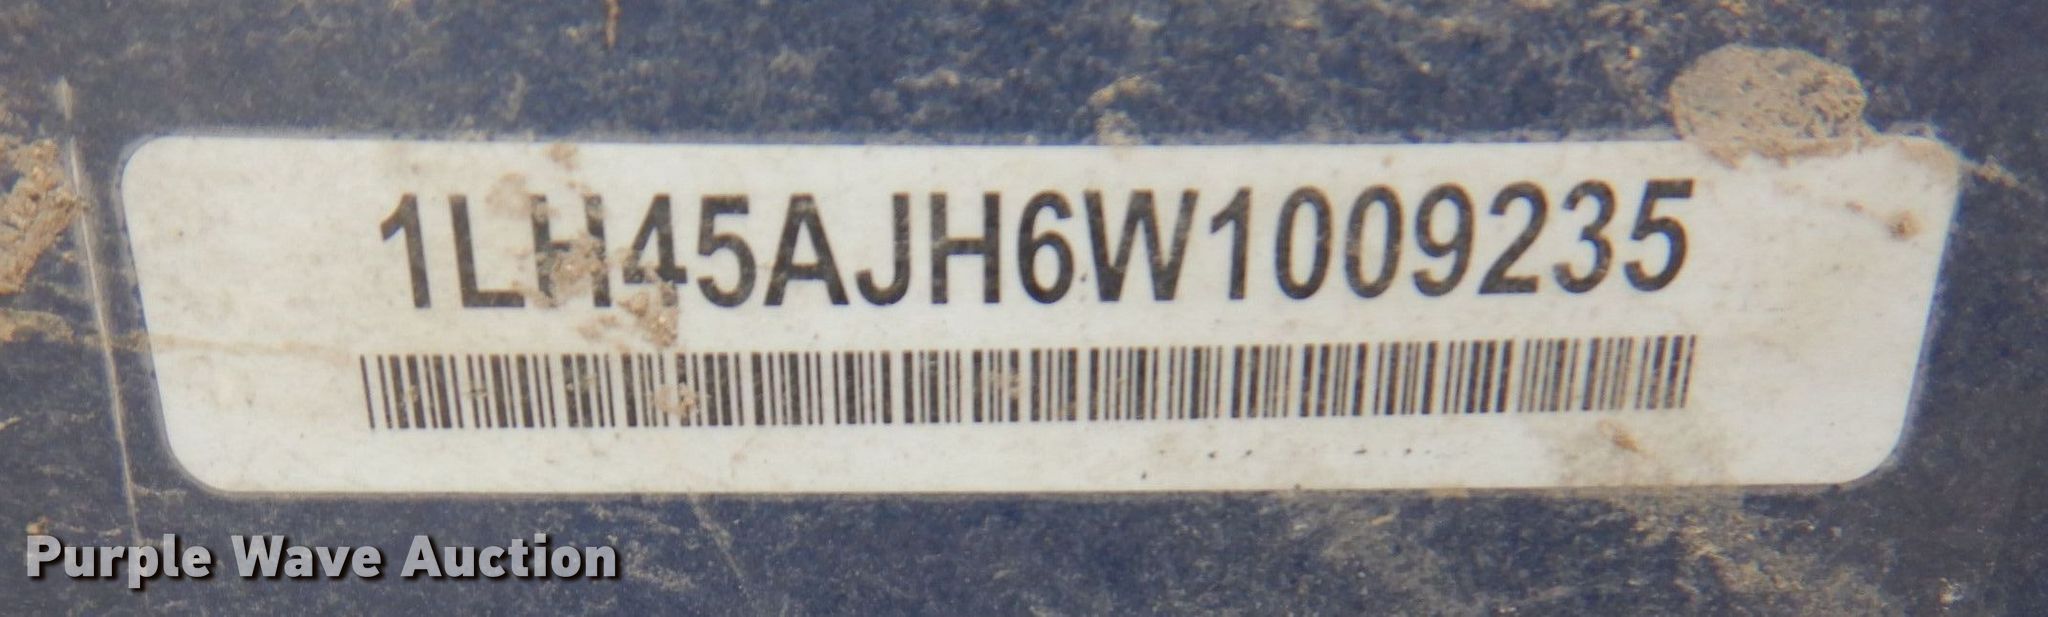 1LH45AJH6W1009235
Purple Wave Auction